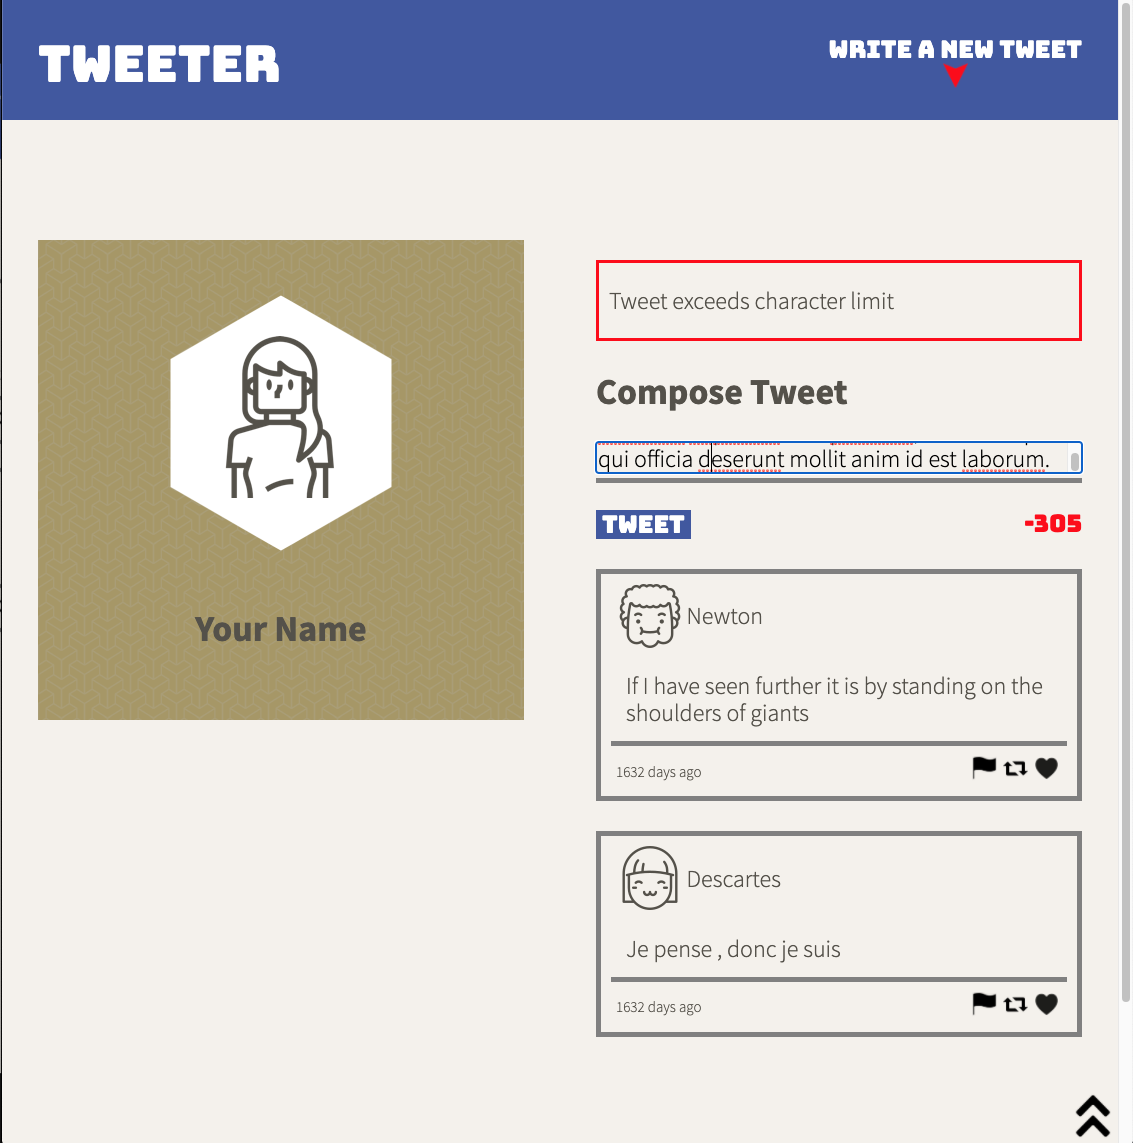 TWEETER
WRITE A NEW TWEET
Your Name
Tweet exceeds character limit
Compose Tweet
qui officia deserunt mollit anim id est laborum.
TWEET
-305
Newton
If I have seen further it is by standing on the
shoulders of giants
1632 days ago
Descartes
Je pense , donc je suis
1632 days ago